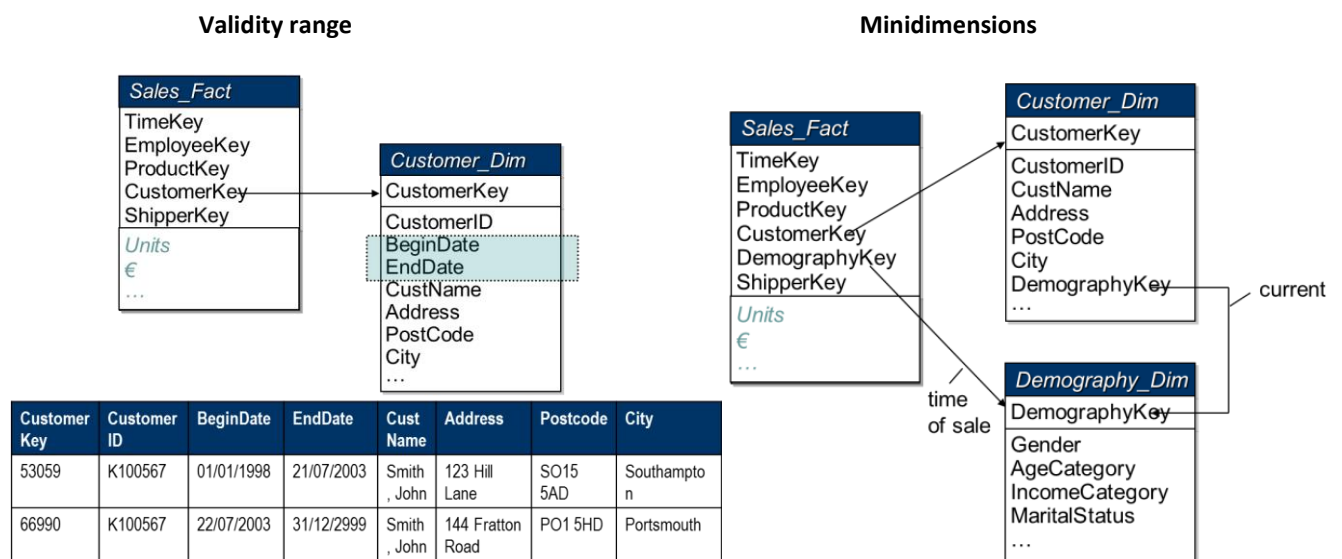 Validity range
Sales_Fact
TimeKey
EmployeeKey
ProductKey
CustomerKey
ShipperKey
Units
€
...
Customer_Dim
CustomerKey
CustomerID
BeginDate
EndDate
CustName
Address
PostCode
City
...
Customer Key | Customer ID | BeginDate | EndDate | Cust Name | Address | Postcode | City
53059 | K100567 | 01/01/1998 | 21/07/2003 | Smith , John | 123 Hill Lane | SO15 5AD | Southampto n
66990 | K100567 | 22/07/2003 | 31/12/2999 | Smith , John | 144 Fratton Road | PO1 5HD | Portsmouth
Minidimensions
Sales_Fact
TimeKey
EmployeeKey
ProductKey
CustomerKey
DemographyKey
ShipperKey
Units
€
...
Customer_Dim
CustomerKey
CustomerID
CustName
Address
PostCode
City
DemographyKey
...
current
time
of sale
Demography_Dim
DemographyKey
Gender
AgeCategory
IncomeCategory
MaritalStatus
...